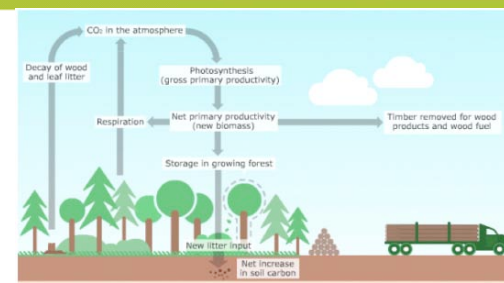 CO₂ in the atmosphere
Decay of wood
and leaf litter
Photosynthesis
(gross primary productivity)
Respiration
Net primary productivity
(new biomass)
Timber removed for wood
products and wood fuel
Storage in growing forest
New litter input
Net increase
in soil carbon